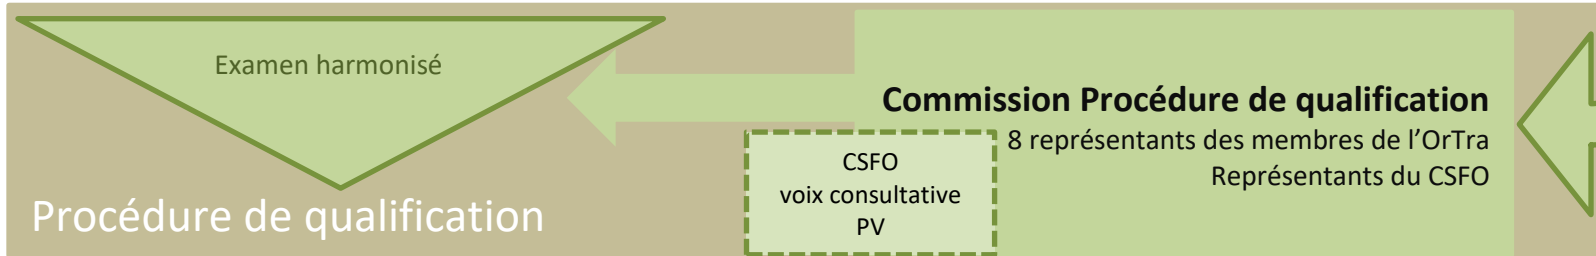 Examen harmonisé
Commission Procédure de qualification
8 représentants des membres de l’OrTra
Représentants du CSFO
CSFO
voix consultative
PV
Procédure de qualification